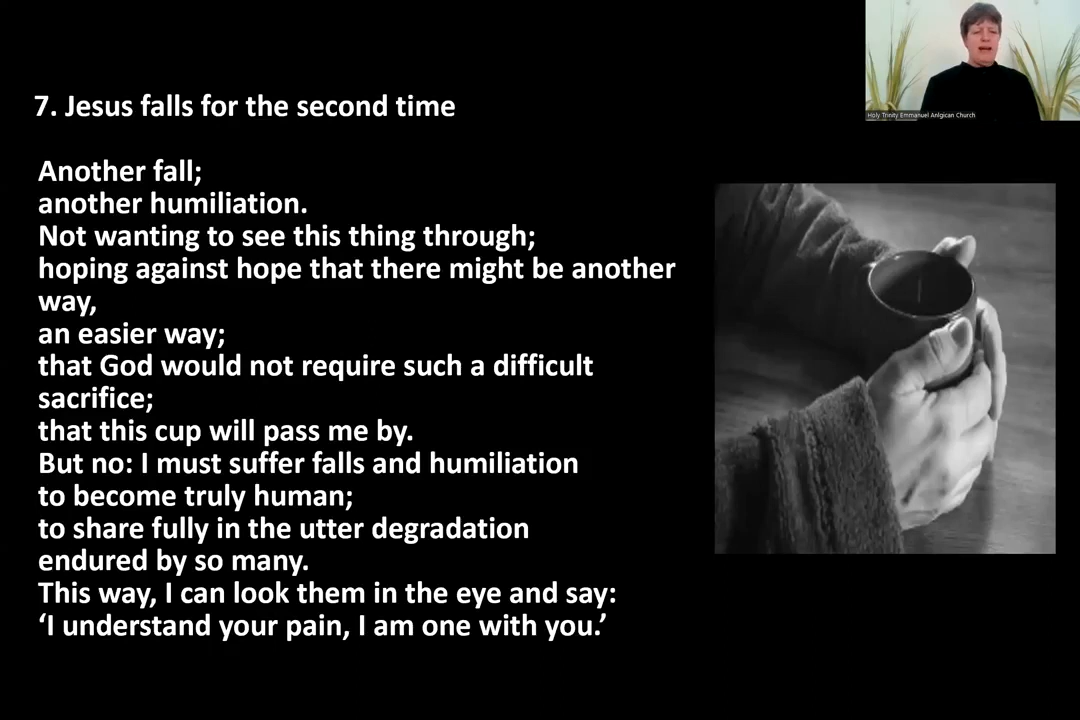 7. Jesus falls for the second time
Another fall;
another humiliation.
Not wanting to see this thing through;
hoping against hope that there might be another
way,
an easier way;
that God would not require such a difficult
sacrifice;
that this cup will pass me by.
But no: I must suffer falls and humiliation
to become truly human;
to share fully in the utter degradation
endured by so many.
This way, I can look them in the eye and say:
‘I understand your pain, I am one with you.’
Holy Trinity Emmanuel Anlgican Church